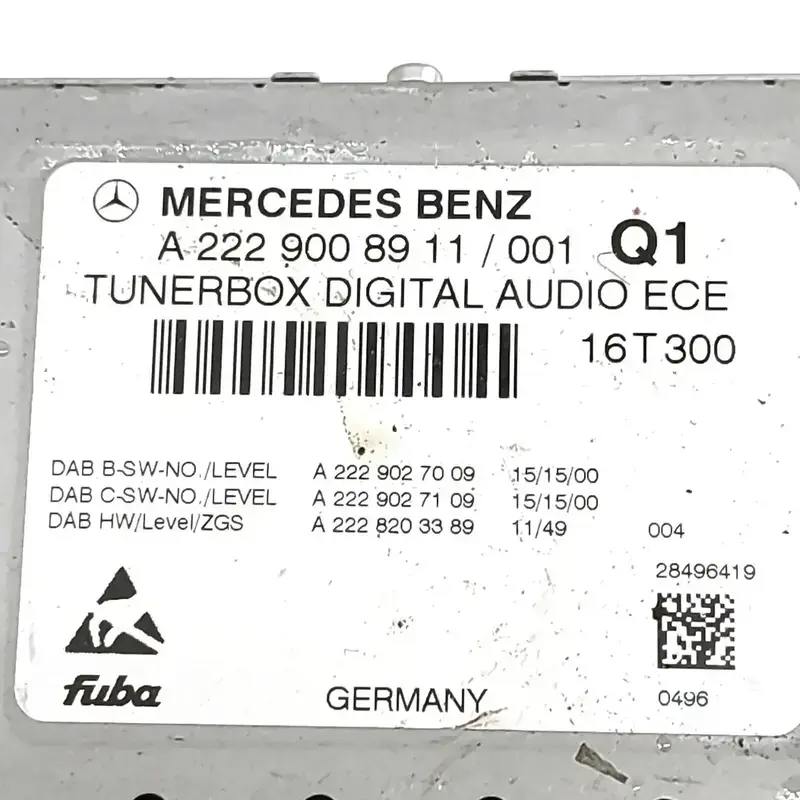 MERCEDES BENZ
A 222 900 89 11 / 001 Q1
TUNERBOX DIGITAL AUDIO ECE
16T300
DAB B-SW-NO./LEVEL A 222 902 70 09 15/15/00
DAB C-SW-NO./LEVEL A 222 902 71 09 15/15/00
DAB HW/Level/ZGS A 222 820 33 89 11/49 004
28496419
fuba GERMANY 0496